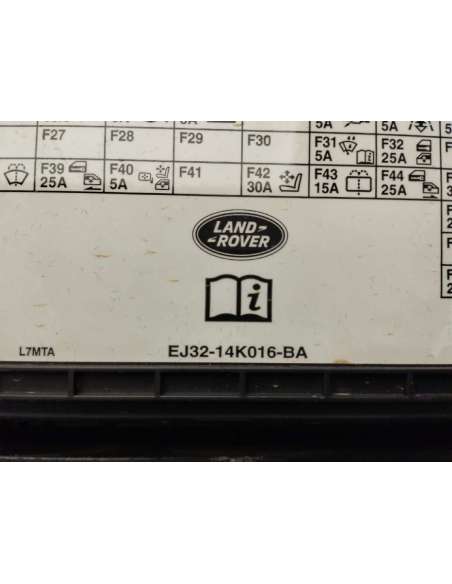 5A 5A
F27 F28 F29 F30 F31 5A F32 25A
F39 25A F40 5A F41 F42 30A F43 15A F44 25A
LAND
ROVER
i
L7MTA EJ32-14K016-BA